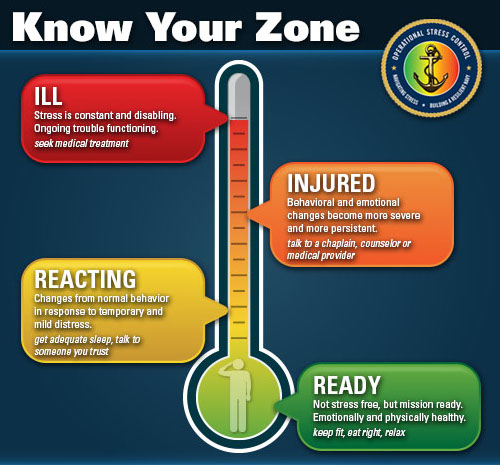 Know Your Zone
OPERATIONAL STRESS CONTROL
NAVIGATING STRESS • BUILDING A RESILIENT NAVY
ILL
Stress is constant and disabling.
Ongoing trouble functioning.
seek medical treatment
INJURED
Behavioral and emotional
changes become more severe
and more persistent.
talk to a chaplain, counselor or
medical provider
REACTING
Changes from normal behavior
in response to temporary and
mild distress.
get adequate sleep, talk to
someone you trust
READY
Not stress free, but mission ready.
Emotionally and physically healthy.
keep fit, eat right, relax